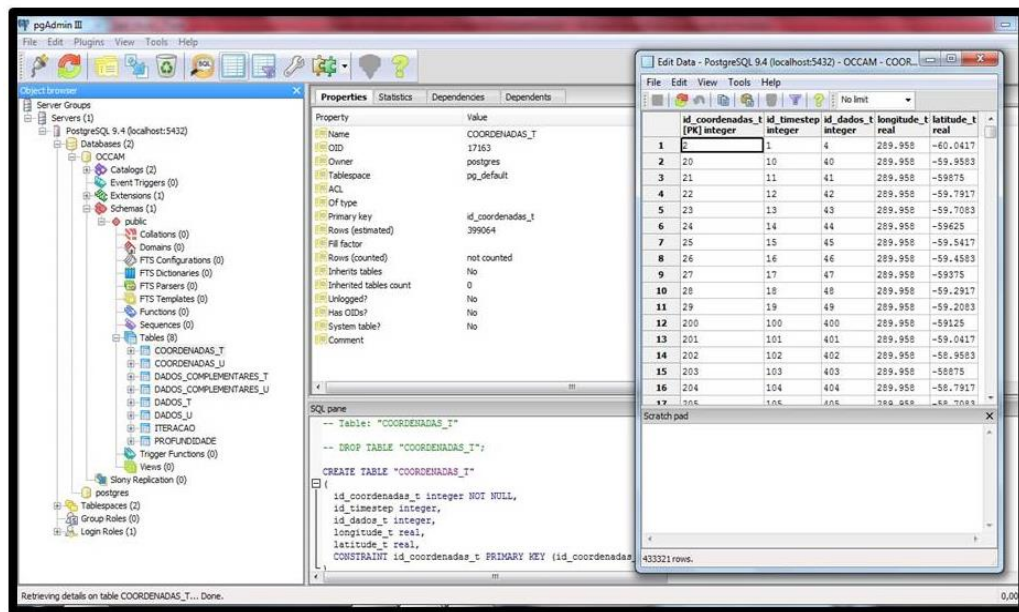 pgAdmin III
File Edit Plugins View Tools Help
Object browser
Server Groups
Servers (1)
PostgreSQL 9.4 (localhost:5432)
Databases (2)
OCCAM
Catalogs (2)
Event Triggers (0)
Extensions (1)
Schemas (1)
public
Collations (0)
Domains (0)
FTS Configurations (0)
FTS Dictionaries (0)
FTS Parsers (0)
FTS Templates (0)
Functions (0)
Sequences (0)
Tables (8)
COORDENADAS_T
COORDENADAS_U
DADOS_COMPLEMENTARES_T
DADOS_COMPLEMENTARES_U
DADOS_T
DADOS_U
ITERACAO
PROFUNDIDADE
Trigger Functions (0)
Views (0)
Slony Replication (0)
postgres
Tablespaces (2)
Group Roles (0)
Login Roles (1)
Properties Statistics Dependencies Dependents
Property Value
Name COORDENADAS_T
OID 17163
Owner postgres
Tablespace pg_default
ACL
Of type
Primary key id_coordenadas_t
Rows (estimated) 399064
Fill factor
Rows (counted) not counted
Inherits tables No
Inherited tables count 0
Unlogged? No
Has OIDs? No
System table? No
Comment
SQL pane
-- Table: "COORDENADAS_T"
-- DROP TABLE "COORDENADAS_T";
CREATE TABLE "COORDENADAS_T"
(
id_coordenadas_t integer NOT NULL,
id_timestep integer,
id_dados_t integer,
longitude_t real,
latitude_t real,
CONSTRAINT id_coordenadas_t PRIMARY KEY (id_coordenadas_
Edit Data - PostgreSQL 9.4 (localhost:5432) - OCCAM - COOR...
File Edit View Tools Help
No limit
id_coordenadas_t id_timestep id_dados_t longitude_t latitude_t
[PK] integer integer integer real real
1 2 1 4 289.958 -60.0417
2 20 10 40 289.958 -59.9583
3 21 11 41 289.958 -59875
4 22 12 42 289.958 -59.7917
5 23 13 43 289.958 -59.7083
6 24 14 44 289.958 -59625
7 25 15 45 289.958 -59.5417
8 26 16 46 289.958 -59.4583
9 27 17 47 289.958 -59375
10 28 18 48 289.958 -59.2917
11 29 19 49 289.958 -59.2083
12 200 100 400 289.958 -59125
13 201 101 401 289.958 -59.0417
14 202 102 402 289.958 -58.9583
15 203 103 403 289.958 -58875
16 204 104 404 289.958 -58.7917
17 205 105 405 289.958 -58.7083
Scratch pad
433321 rows.
Retrieving details on table COORDENADAS_T... Done.
0,00